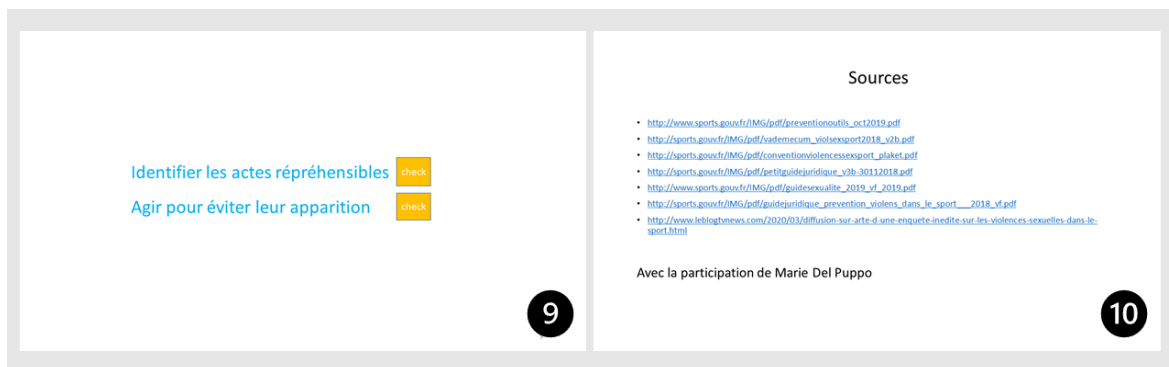 Identifier les actes répréhensibles check
Agir pour éviter leur apparition check
9
Sources
• http://www.sports.gouv.fr/IMG/pdf/preventionoutils_oct2019.pdf
• http://sports.gouv.fr/IMG/pdf/vademecum_violsexsport2018_v2b.pdf
• http://sports.gouv.fr/IMG/pdf/conventionviolencessexsport_plaket.pdf
• http://sports.gouv.fr/IMG/pdf/petitguidejuridique_v3b-30112018.pdf
• http://www.sports.gouv.fr/IMG/pdf/guidesexualite_2019_vf_2019.pdf
• http://sports.gouv.fr/IMG/pdf/guidejuridique_prevention_violens_dans_le_sport___2018_vf.pdf
• http://www.leblogtvnews.com/2020/03/diffusion-sur-arte-d-une-enquete-inedite-sur-les-violences-sexuelles-dans-le-
sport.html
Avec la participation de Marie Del Puppo
10